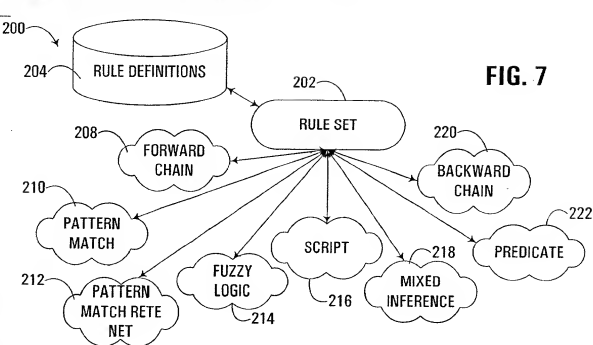 200
204
RULE DEFINITIONS
202
RULE SET
FIG. 7
208
FORWARD
CHAIN
220
BACKWARD
CHAIN
210
PATTERN
MATCH
222
PREDICATE
212
PATTERN
MATCH RETE
NET
FUZZY
LOGIC
214
SCRIPT
216
218
MIXED
INFERENCE